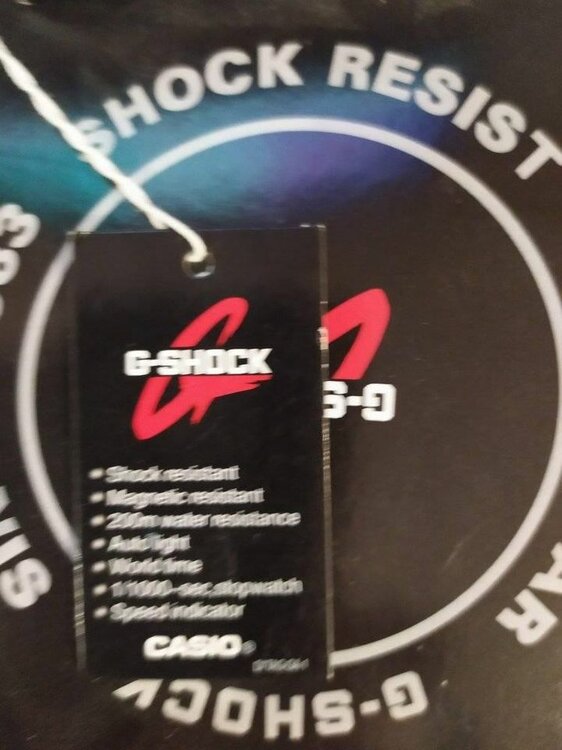 SHOCK RESIST
G-SHOCK
G-S
• Shock resistant
• Magnetic resistant
• 200m water resistance
• Auto light
• World time
• 1/1000-sec. stopwatch
• Speed indicator
CASIO®
AR
G-SHOCK